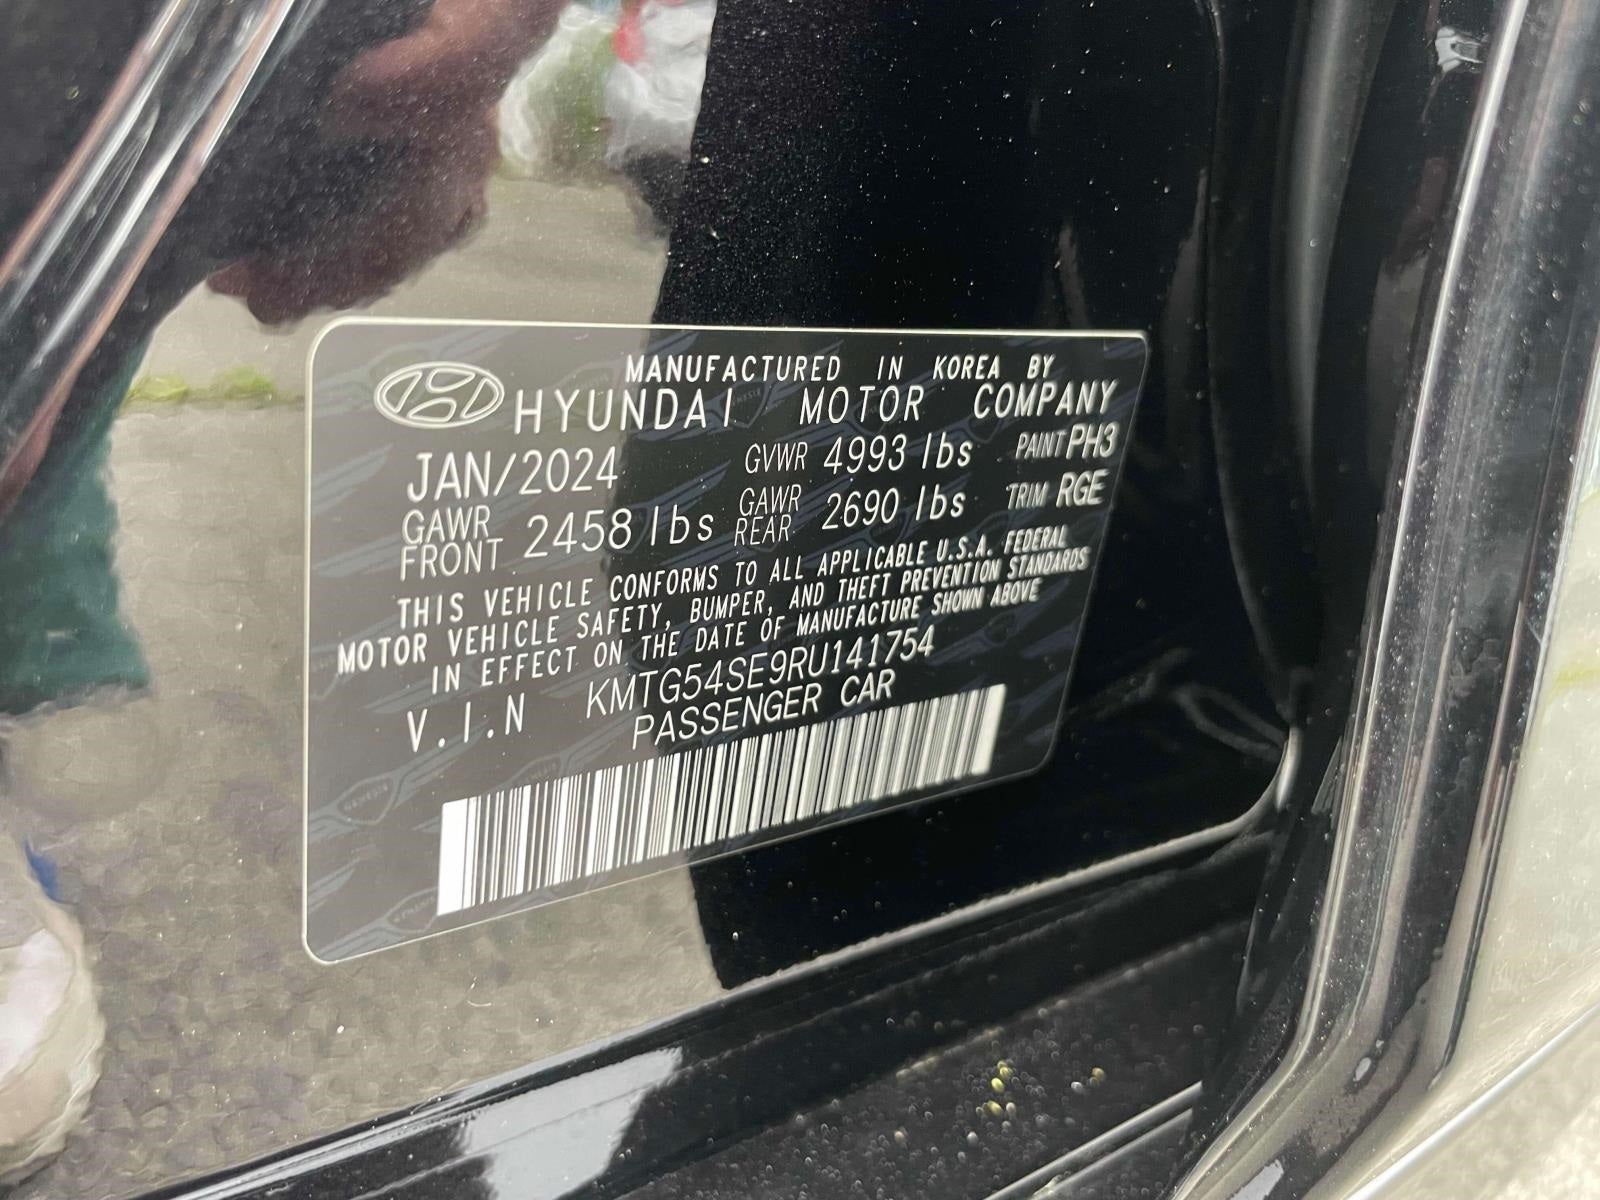 MANUFACTURED IN KOREA BY
HYUNDAI MOTOR COMPANY
JAN/2024 GVWR 4993 lbs PAINT PH3
GAWR FRONT 2458 lbs GAWR REAR 2690 lbs TRIM RGE
THIS VEHICLE CONFORMS TO ALL APPLICABLE U.S.A. FEDERAL
MOTOR VEHICLE SAFETY, BUMPER, AND THEFT PREVENTION STANDARDS
IN EFFECT ON THE DATE OF MANUFACTURE SHOWN ABOVE
V.I.N KMTG54SE9RU141754
PASSENGER CAR